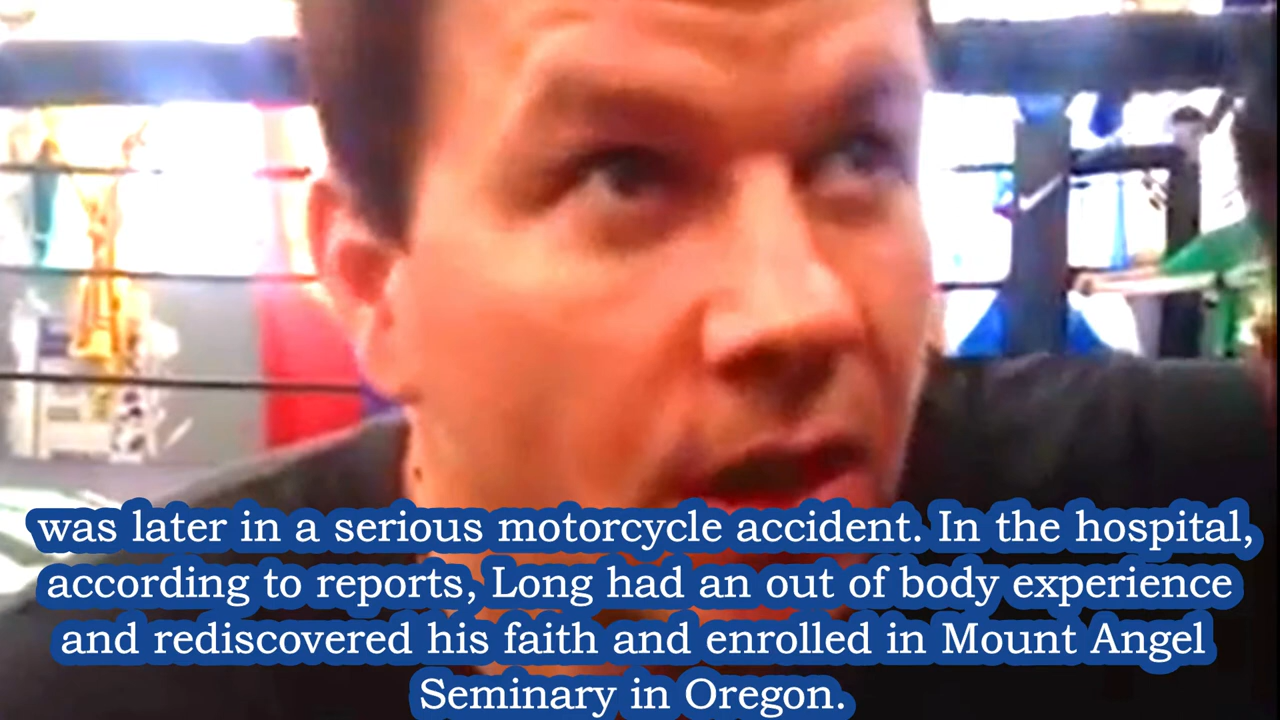 was later in a serious motorcycle accident. In the hospital,
according to reports, Long had an out of body experience
and rediscovered his faith and enrolled in Mount Angel
Seminary in Oregon.